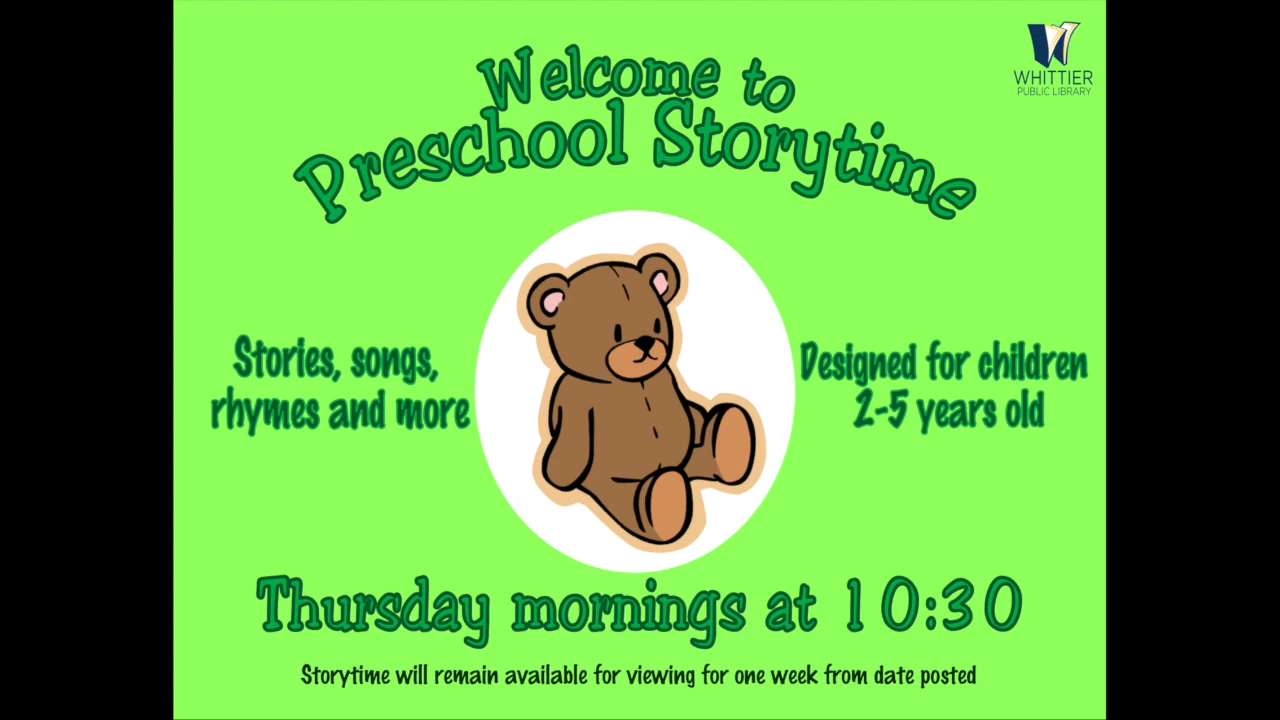 Welcome to
Preschool Storytime
WHITTIER
PUBLIC LIBRARY
Stories, songs,
rhymes and more
Designed for children
2-5 years old
Thursday mornings at 10:30
Storytime will remain available for viewing for one week from date posted